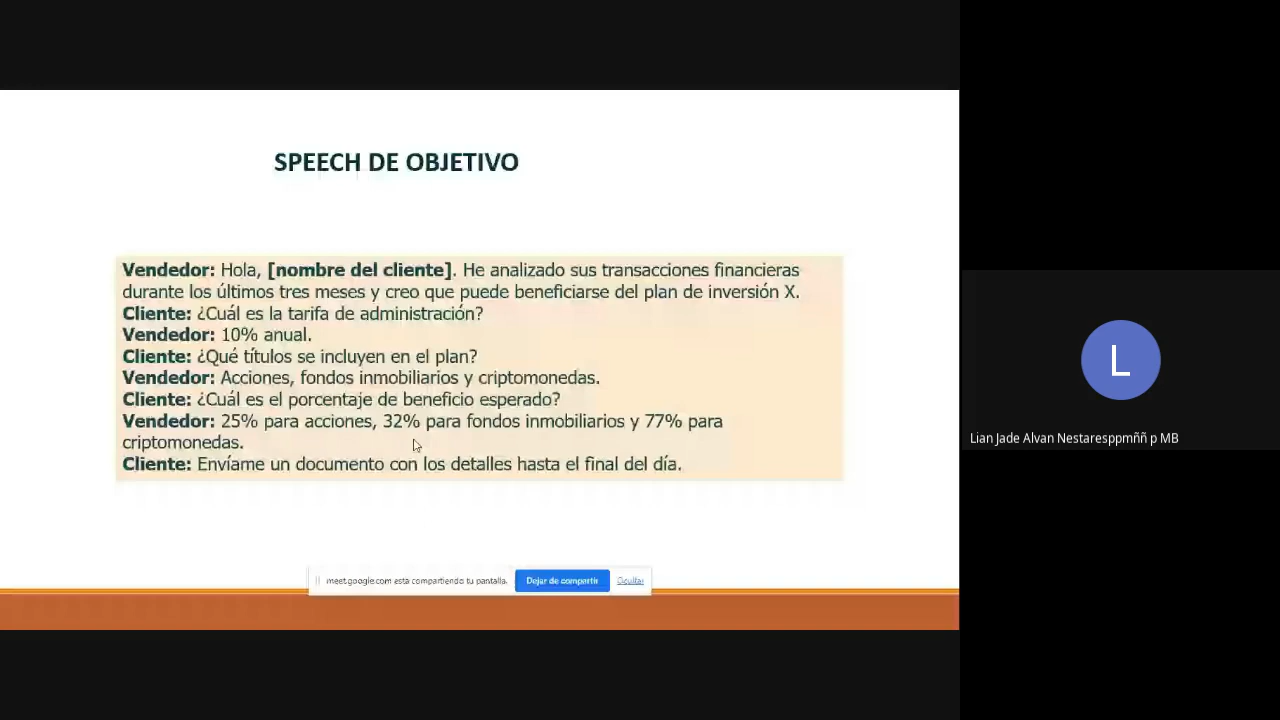 SPEECH DE OBJETIVO
Vendedor: Hola, [nombre del cliente]. He analizado sus transacciones financieras
durante los últimos tres meses y creo que puede beneficiarse del plan de inversión X.
Cliente: ¿Cuál es la tarifa de administración?
Vendedor: 10% anual.
Cliente: ¿Qué títulos se incluyen en el plan?
Vendedor: Acciones, fondos inmobiliarios y criptomonedas.
Cliente: ¿Cuál es el porcentaje de beneficio esperado?
Vendedor: 25% para acciones, 32% para fondos inmobiliarios y 77% para
criptomonedas.
Cliente: Envíame un documento con los detalles hasta el final del día.
meet.google.com está compartiendo tu pantalla. Dejar de compartir Ocultar
L
Lian Jade Alvan Nestaresppmññ p MB